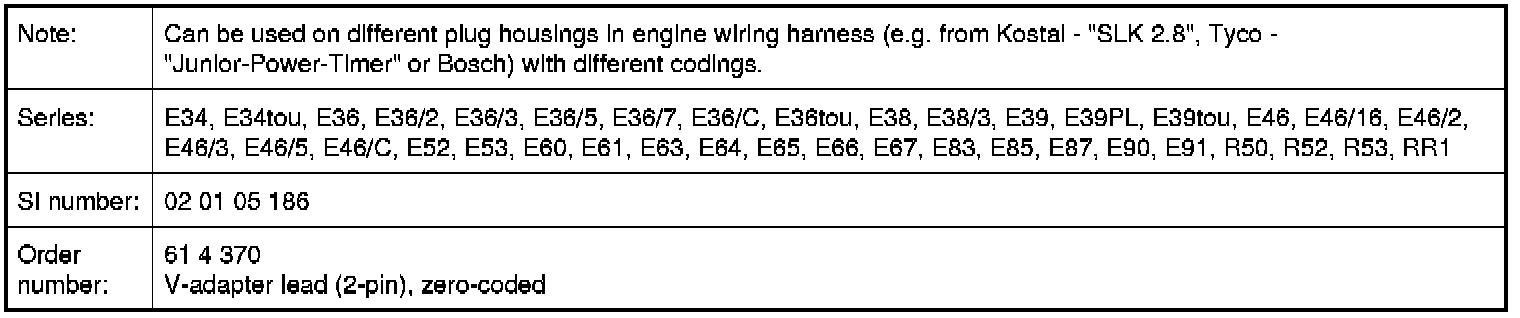 Note:
Can be used on different plug housings in engine wiring harness (e.g. from Kostal - "SLK 2.8", Tyco -
"Junior-Power-Timer" or Bosch) with different codings.
Series:
E34, E34tou, E36, E36/2, E36/3, E36/5, E36/7, E36/C, E36tou, E38, E38/3, E39, E39PL, E39tou, E46, E46/16, E46/2,
E46/3, E46/5, E46/C, E52, E53, E60, E61, E63, E64, E65, E66, E67, E83, E85, E87, E90, E91, R50, R52, R53, RR1
SI number:
02 01 05 186
Order
number:
61 4 370
V-adapter lead (2-pin), zero-coded